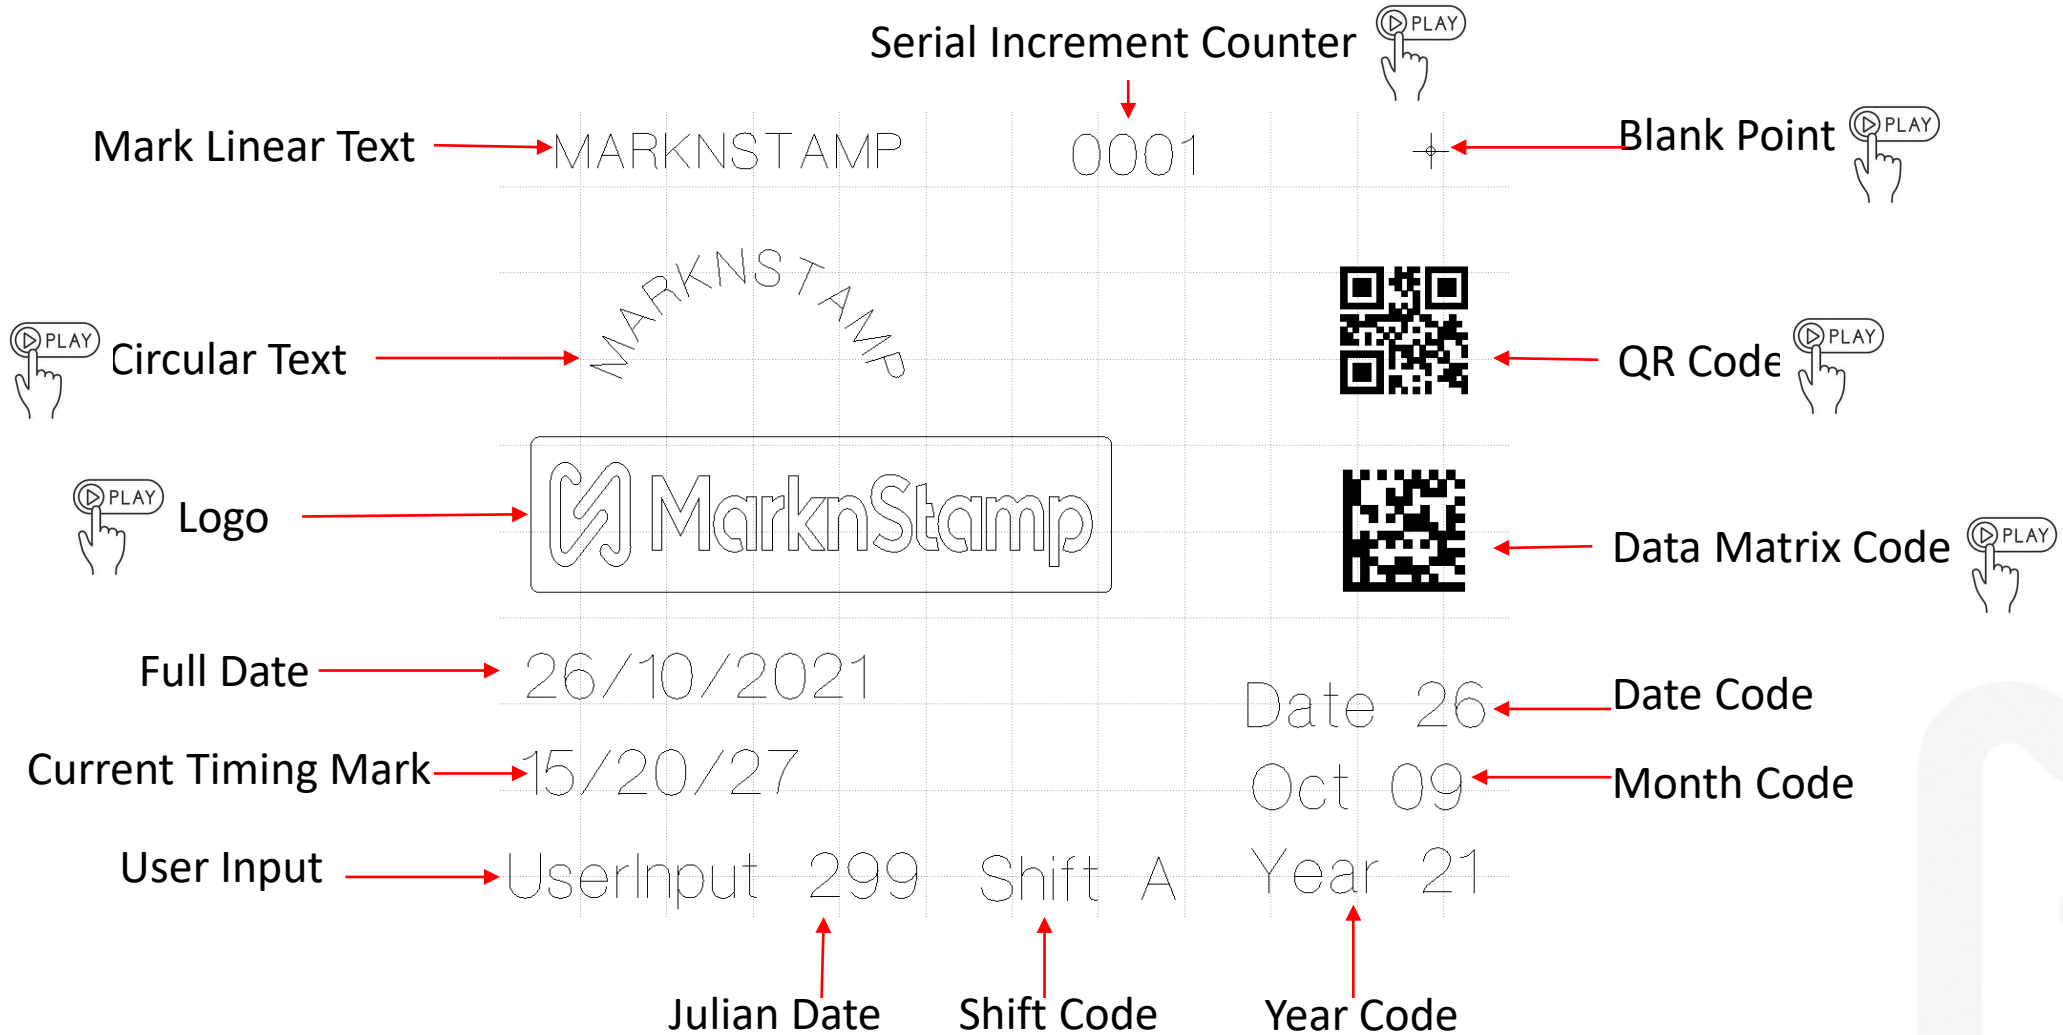 Serial Increment Counter
PLAY
Mark Linear Text
MARKNSTAMP
0001
Blank Point
PLAY
MARKNSTAMP
PLAY
Circular Text
QR Code
PLAY
PLAY
Logo
MarknStamp
Data Matrix Code
PLAY
Full Date
26/10/2021
Date 26
Date Code
Current Timing Mark
15/20/27
Oct 09
Month Code
User Input
UserInput 299
Shift A
Year 21
Julian Date
Shift Code
Year Code